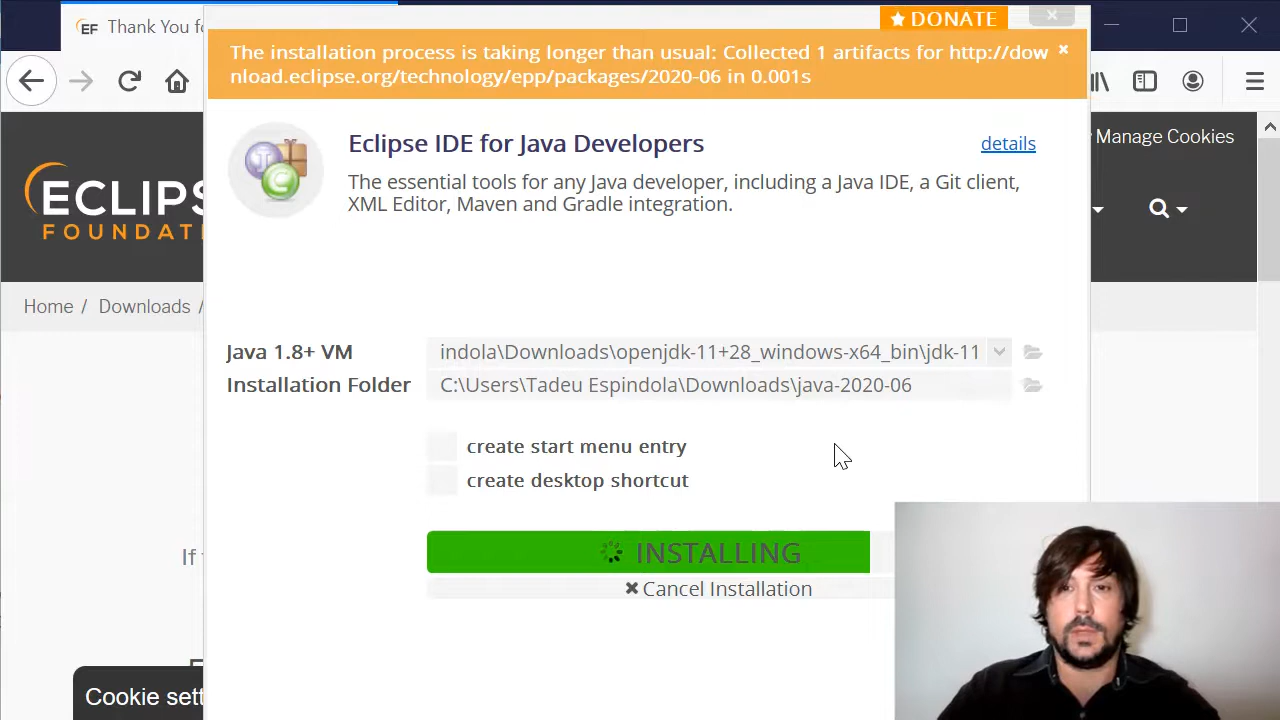 EF Thank You f
DONATE
The installation process is taking longer than usual: Collected 1 artifacts for http://dow
nload.eclipse.org/technology/epp/packages/2020-06 in 0.001s
Eclipse IDE for Java Developers
details
Manage Cookies
The essential tools for any Java developer, including a Java IDE, a Git client,
XML Editor, Maven and Gradle integration.
ECLIPS
FOUNDAT
Home / Downloads /
Java 1.8+ VM
indola\Downloads\openjdk-11+28_windows-x64_bin\jdk-11
Installation Folder
C:\Users\Tadeu Espindola\Downloads\java-2020-06
create start menu entry
create desktop shortcut
If
INSTALLING
Cancel Installation
Cookie sett